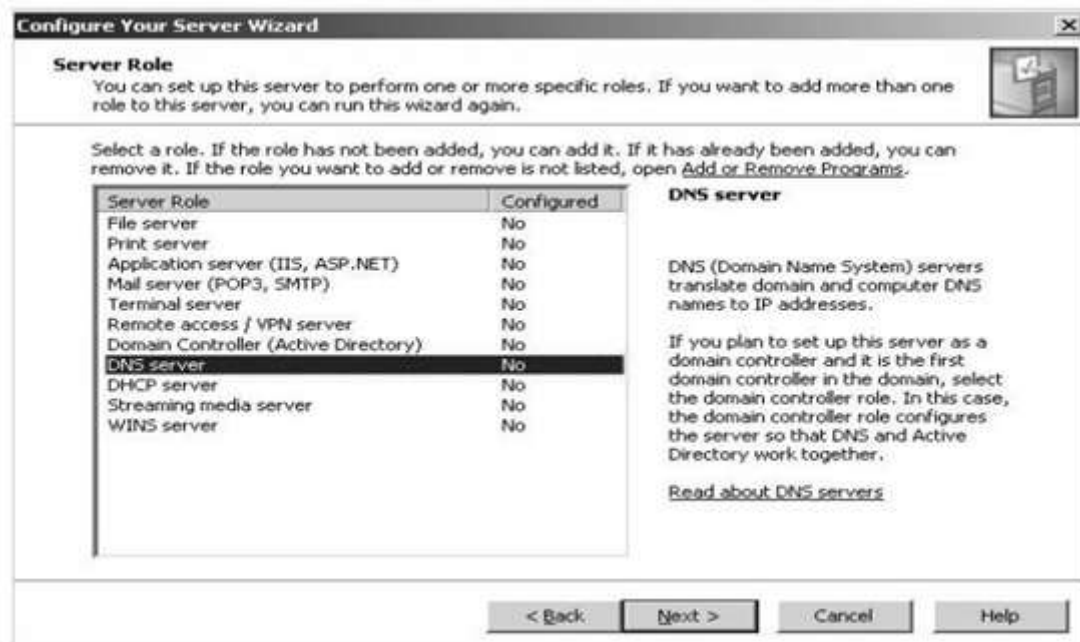 Configure Your Server Wizard
Server Role
You can set up this server to perform one or more specific roles. If you want to add more than one
role to this server, you can run this wizard again.
Select a role. If the role has not been added, you can add it. If it has already been added, you can
remove it. If the role you want to add or remove is not listed, open Add or Remove Programs.
Server Role Configured
File server No
Print server No
Application server (IIS, ASP.NET) No
Mail server (POP3, SMTP) No
Terminal server No
Remote access / VPN server No
Domain Controller (Active Directory) No
DNS server No
DHCP server No
Streaming media server No
WINS server No
DNS server
DNS (Domain Name System) servers
translate domain and computer DNS
names to IP addresses.
If you plan to set up this server as a
domain controller and it is the first
domain controller in the domain, select
the domain controller role. In this case,
the domain controller role configures
the server so that DNS and Active
Directory work together.
Read about DNS servers
< Back Next > Cancel Help